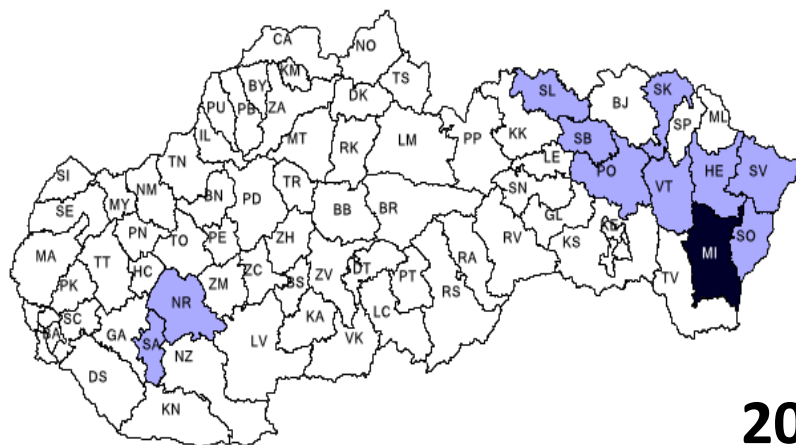 CA
NO
KM
TS
BY
PU
PB
ZA
DK
SL
BJ
SK
SP
ML
IL
MT
RK
LM
PP
KK
SB
LE
PO
VT
HE
SV
TN
SI
NM
BN
PD
TR
BB
BR
SN
GL
SE
MY
PN
TO
PE
ZH
RV
KS
KE
MI
SO
MA
TT
HC
ZM
ZC
BS
ZV
DT
PT
RA
RS
TV
PK
NR
SC
BA
GA
SA
NZ
LV
KA
VK
LC
DS
KN
20